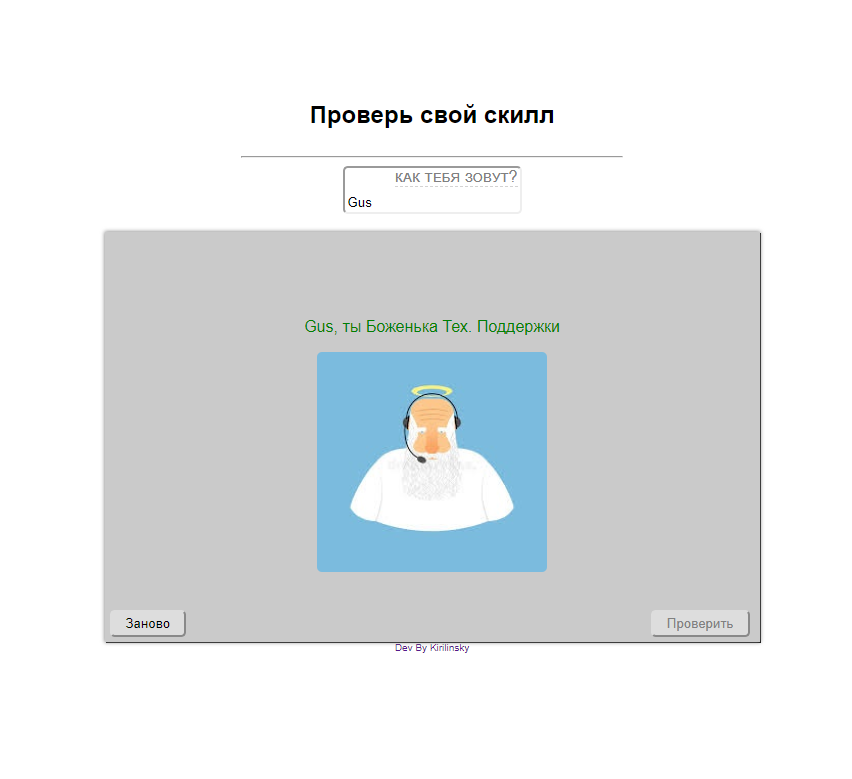 Проверь свой скилл
КАК ТЕБЯ ЗОВУТ?
Gus
Gus, ты Боженька Тех. Поддержки
Заново
Проверить
Dev By Kirilinsky